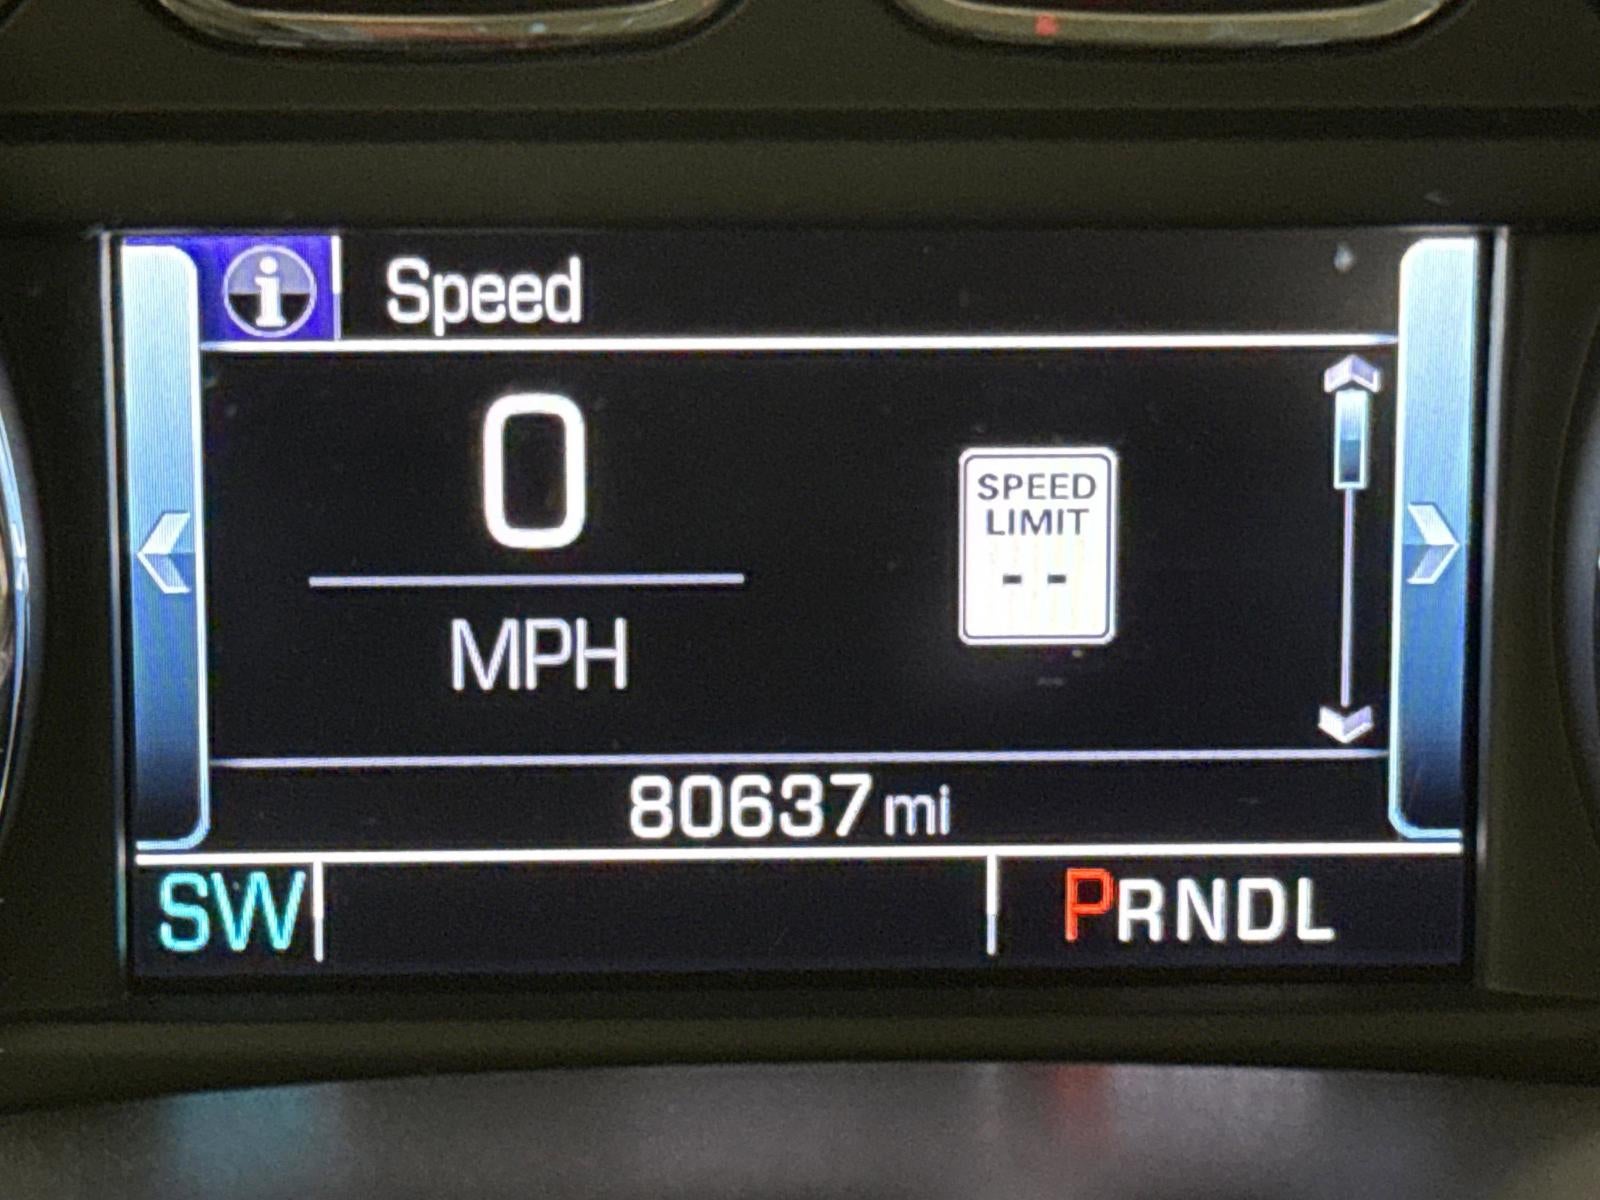 i Speed
0
MPH
SPEED
LIMIT
--
80637 mi
SW
PRNDL